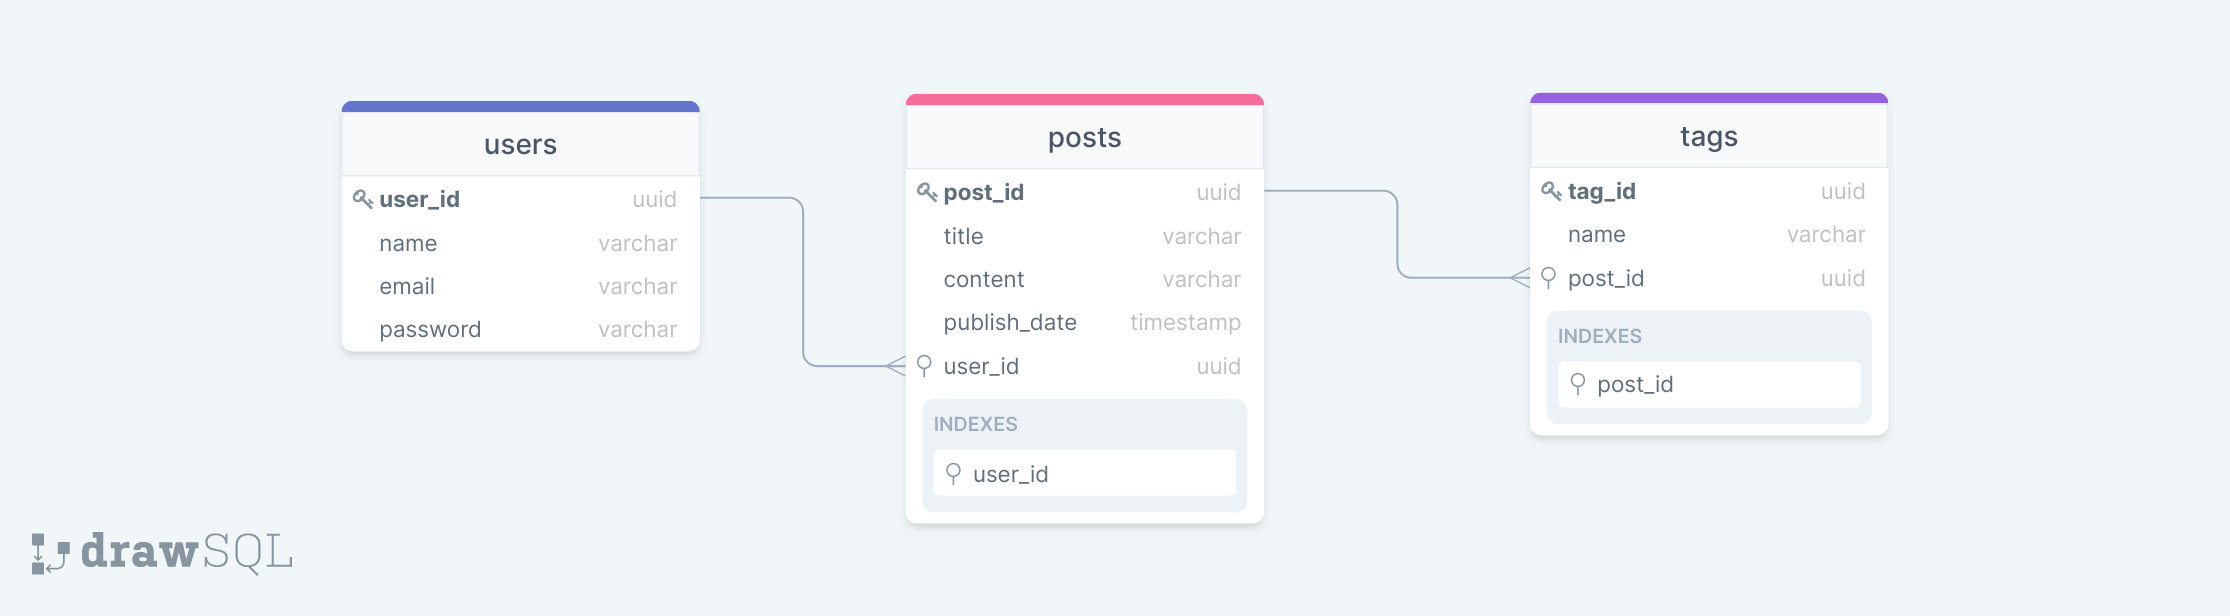 users
user_id uuid
name varchar
email varchar
password varchar
posts
post_id uuid
title varchar
content varchar
publish_date timestamp
user_id uuid
INDEXES
user_id
tags
tag_id uuid
name varchar
post_id uuid
INDEXES
post_id
drawSQL